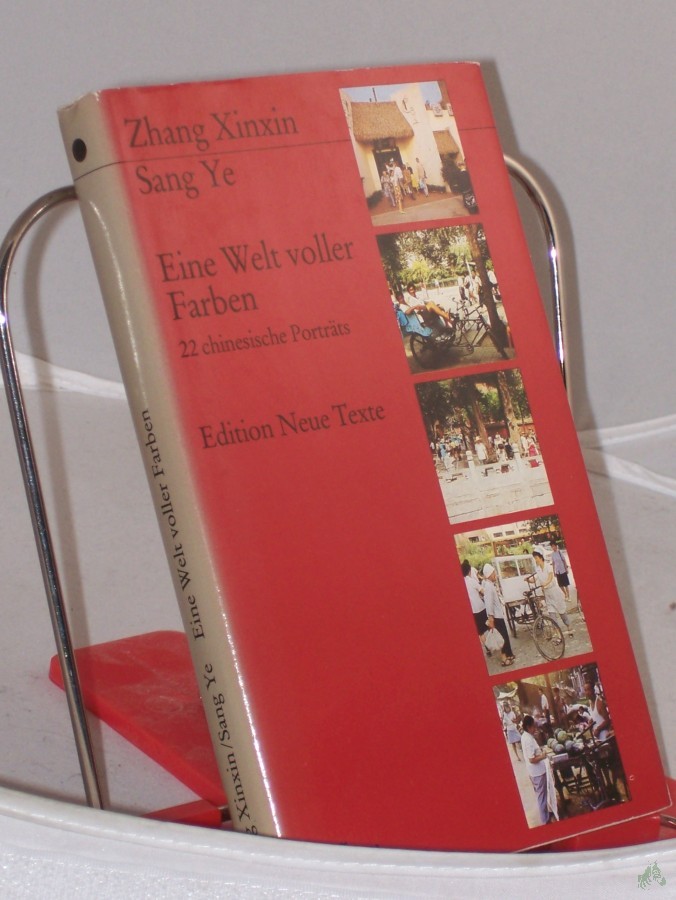 Zhang Xinxin
Sang Ye
Eine Welt voller
Farben
22 chinesische Porträts
Edition Neue Texte
Xinxin/Sang Ye Eine Welt voller Farben